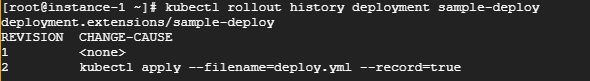 [root@instance-1 ~]# kubectl rollout history deployment sample-deploy
deployment.extensions/sample-deploy
REVISION  CHANGE-CAUSE
1         <none>
2         kubectl apply --filename=deploy.yml --record=true